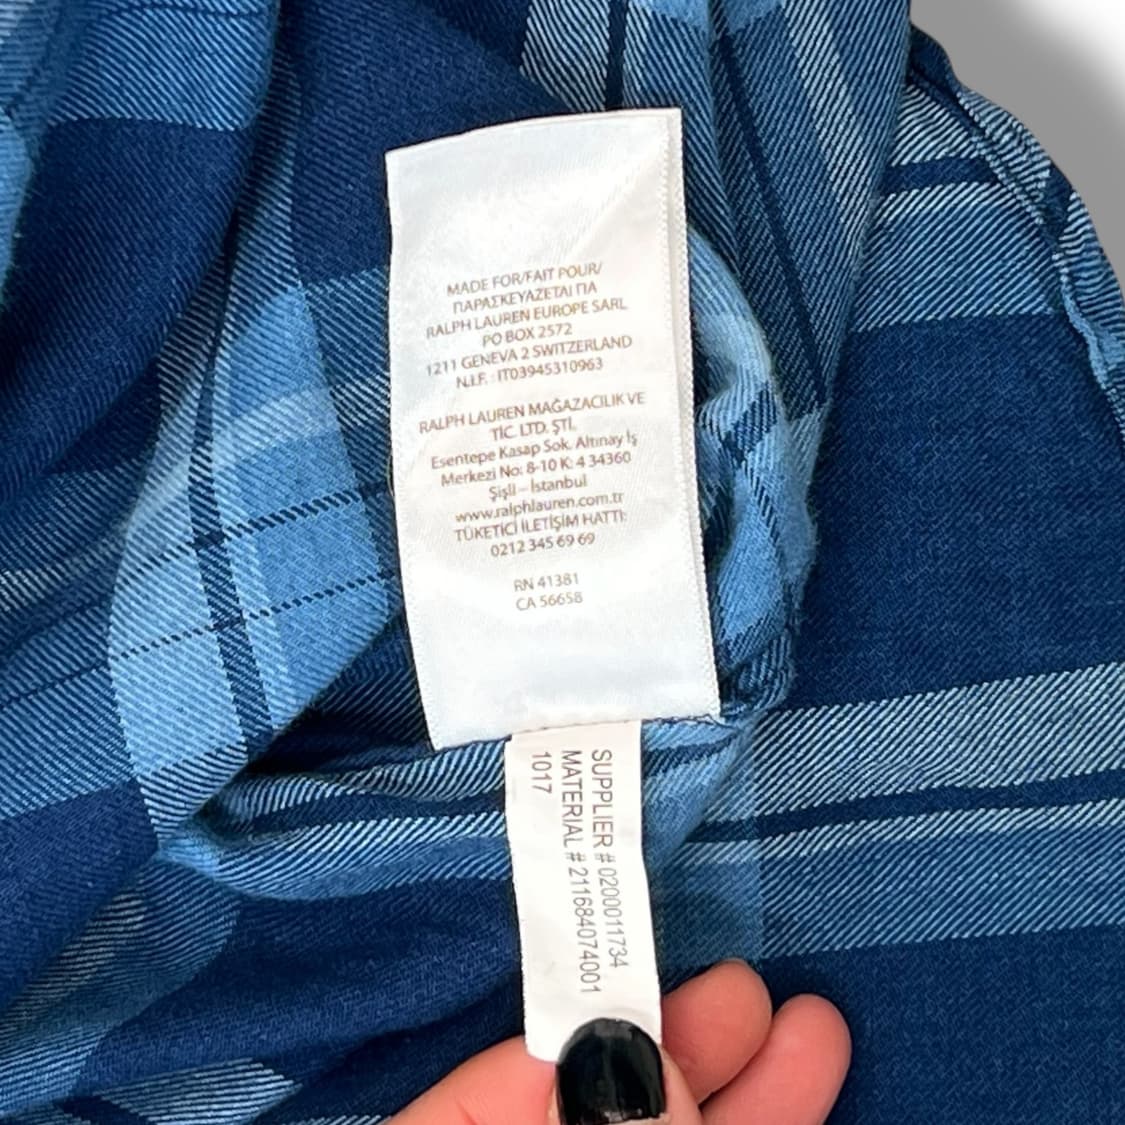 MADE FOR/FAIT POUR/
ΠΑΡΑΣΚΕΥΑΖΕΤΑΙ ΓΙΑ
RALPH LAUREN EUROPE SARL
PO BOX 2572
1211 GENEVA 2 SWITZERLAND
N.I.F. : IT03945310963
RALPH LAUREN MAĞAZACILIK VE
TİC. LTD. ŞTİ.
Esentepe Kasap Sok. Altınay İş
Merkezi No: 8-10 K: 4 34360
Şişli – İstanbul
www.ralphlauren.com.tr
TÜKETİCİ İLETİŞİM HATTI:
0212 345 69 69
RN 41381
CA 56658
SUPPLIER # 0200011734
MATERIAL # 211684074001
1017